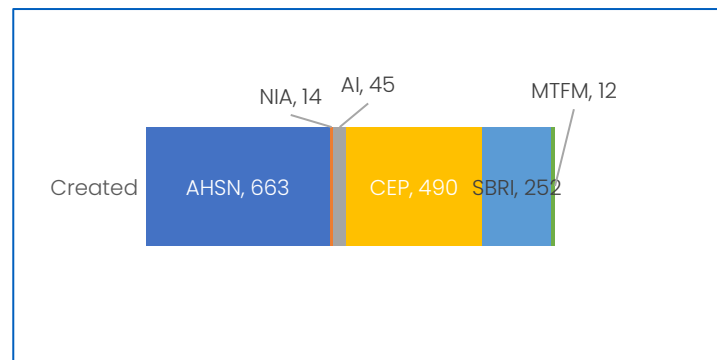 NIA, 14
AI, 45
MTFM, 12
Created
AHSN, 663
CEP, 490
SBRI, 252